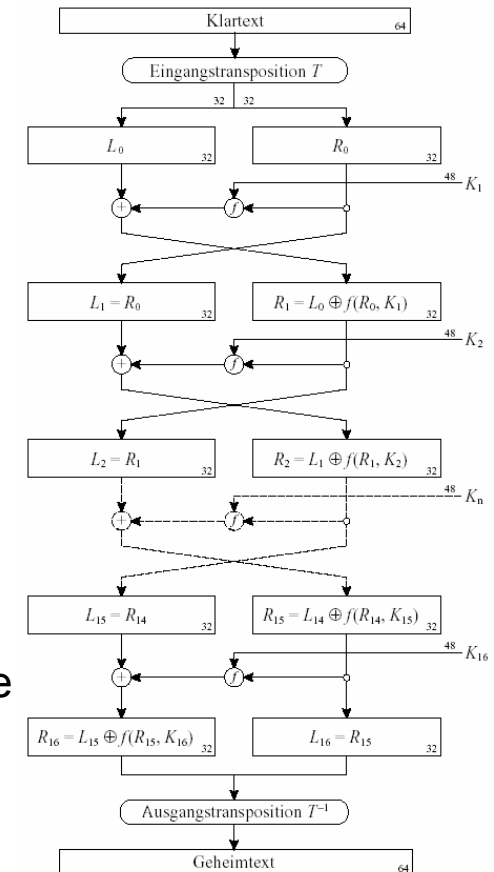 Klartext 64
Eingangstransposition T
32 32
L₀ 32 R₀ 32
48 K₁
+ f
L₁ = R₀ 32 R₁ = L₀ ⊕ f(R₀, K₁) 32
48 K₂
+ f
L₂ = R₁ 32 R₂ = L₁ ⊕ f(R₁, K₂) 32
48 Kₙ
+ f
L₁₅ = R₁₄ 32 R₁₅ = L₁₄ ⊕ f(R₁₄, K₁₅) 32
48 K₁₆
+ f
e
R₁₆ = L₁₅ ⊕ f(R₁₅, K₁₆) 32 L₁₆ = R₁₅ 32
Ausgangstransposition T⁻¹
Geheimtext 64